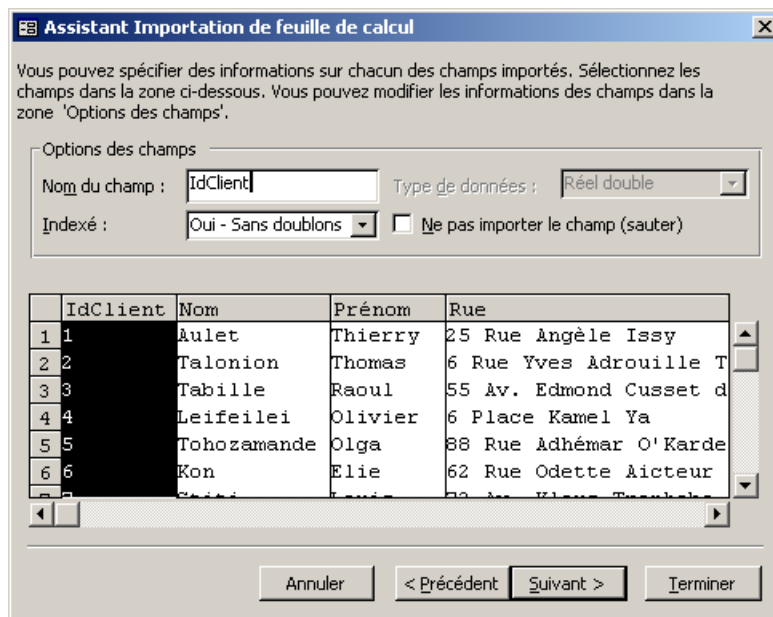 Assistant Importation de feuille de calcul
Vous pouvez spécifier des informations sur chacun des champs importés. Sélectionnez les
champs dans la zone ci-dessous. Vous pouvez modifier les informations des champs dans la
zone 'Options des champs'.
Options des champs
Nom du champ : IdClient Type de données : Réel double
Indexé : Oui - Sans doublons Ne pas importer le champ (sauter)
IdClient Nom Prénom Rue
1 1 Aulet Thierry 25 Rue Angèle Issy
2 2 Talonion Thomas 6 Rue Yves Adrouille T
3 3 Tabille Raoul 55 Av. Edmond Cusset d
4 4 Leifeilei Olivier 6 Place Kamel Ya
5 5 Tohozamande Olga 88 Rue Adhémar O'Karde
6 6 Kon Elie 62 Rue Odette Aicteur
Annuler < Précédent Suivant > Terminer